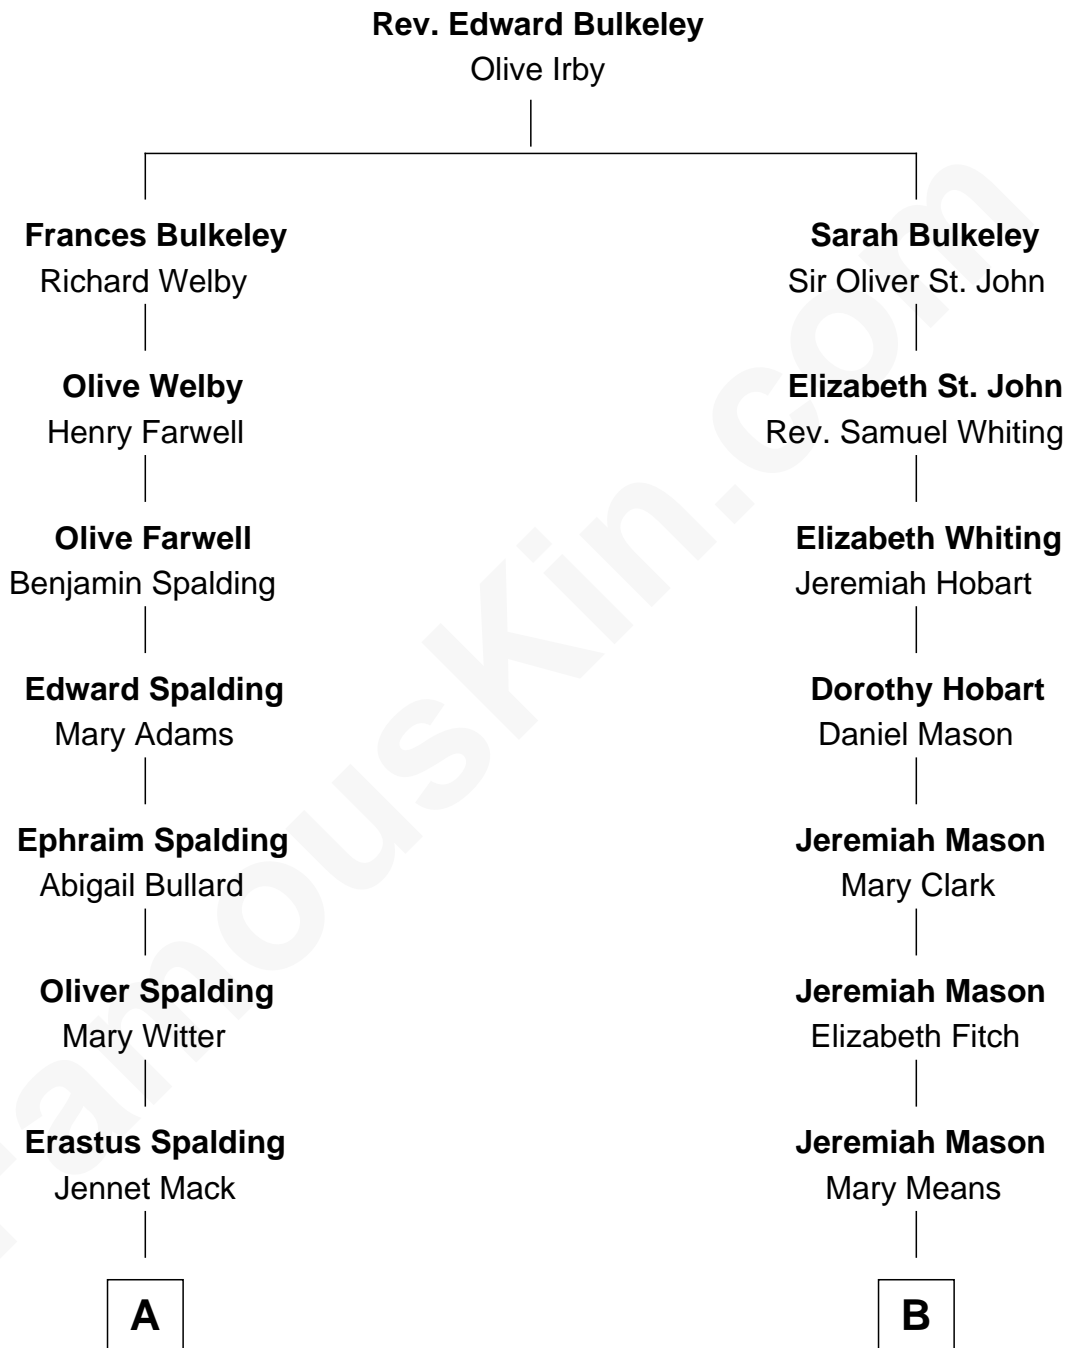 Rev. Edward Bulkeley
Olive Irby
Frances Bulkeley
Richard Welby
Olive Welby
Henry Farwell
Olive Farwell
Benjamin Spalding
Edward Spalding
Mary Adams
Ephraim Spalding
Abigail Bullard
Oliver Spalding
Mary Witter
Erastus Spalding
Jennet Mack
A
Sarah Bulkeley
Sir Oliver St. John
Elizabeth St. John
Rev. Samuel Whiting
Elizabeth Whiting
Jeremiah Hobart
Dorothy Hobart
Daniel Mason
Jeremiah Mason
Mary Clark
Jeremiah Mason
Elizabeth Fitch
Jeremiah Mason
Mary Means
B
FamousKin.com